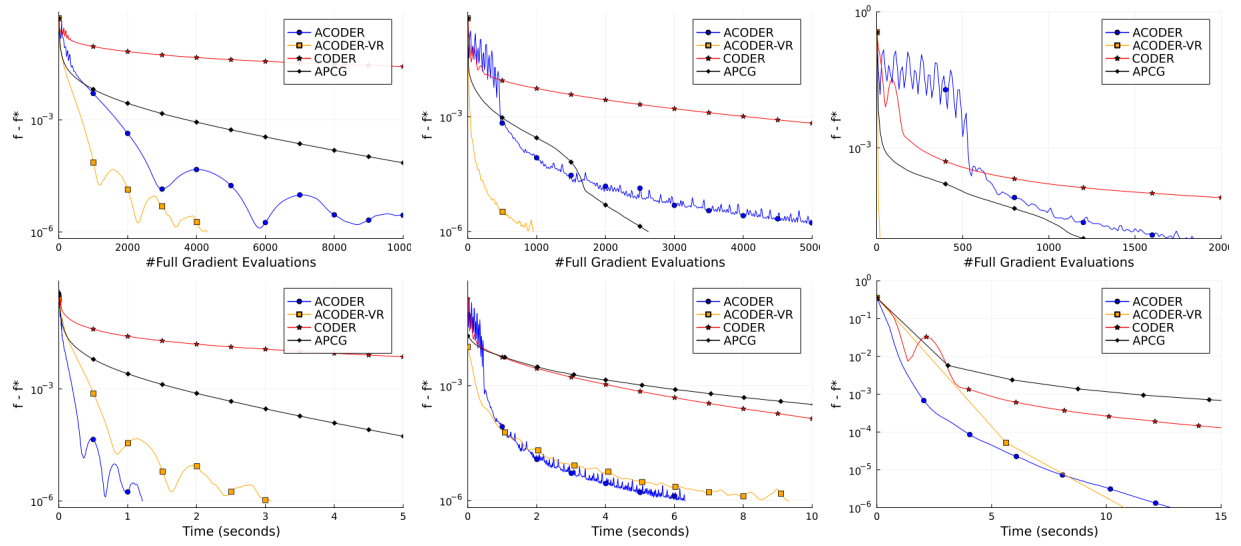 ACODER
ACODER-VR
CODER
APCG
f - f*
10⁻³
10⁻⁶
0 2000 4000 6000 8000 10000
#Full Gradient Evaluations
ACODER
ACODER-VR
CODER
APCG
f - f*
10⁻³
10⁻⁶
0 1000 2000 3000 4000 5000
#Full Gradient Evaluations
ACODER
ACODER-VR
CODER
APCG
f - f*
10⁰
10⁻³
0 500 1000 1500 2000
#Full Gradient Evaluations
ACODER
ACODER-VR
CODER
APCG
f - f*
10⁻³
10⁻⁶
0 1 2 3 4 5
Time (seconds)
ACODER
ACODER-VR
CODER
APCG
f - f*
10⁻³
10⁻⁶
0 2 4 6 8 10
Time (seconds)
ACODER
ACODER-VR
CODER
APCG
f - f*
10⁰
10⁻¹
10⁻²
10⁻³
10⁻⁴
10⁻⁵
10⁻⁶
0 5 10 15
Time (seconds)